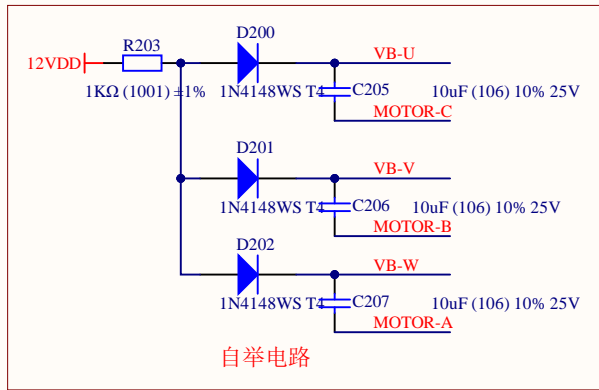 D200
R203
12VDD
VB-U
1KΩ (1001) ±1%
1N4148WS T4
C205
10uF (106) 10% 25V
MOTOR-C
D201
VB-V
1N4148WS T4
C206
10uF (106) 10% 25V
MOTOR-B
D202
VB-W
1N4148WS T4
C207
10uF (106) 10% 25V
MOTOR-A
自举电路